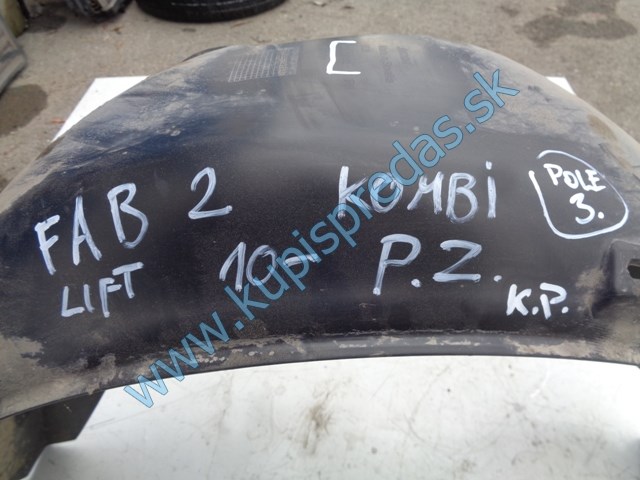 [
FAB 2 KOMBi
LIFT 10- P.Z.
POLE
3.
K.P.
www.kupispredas.sk